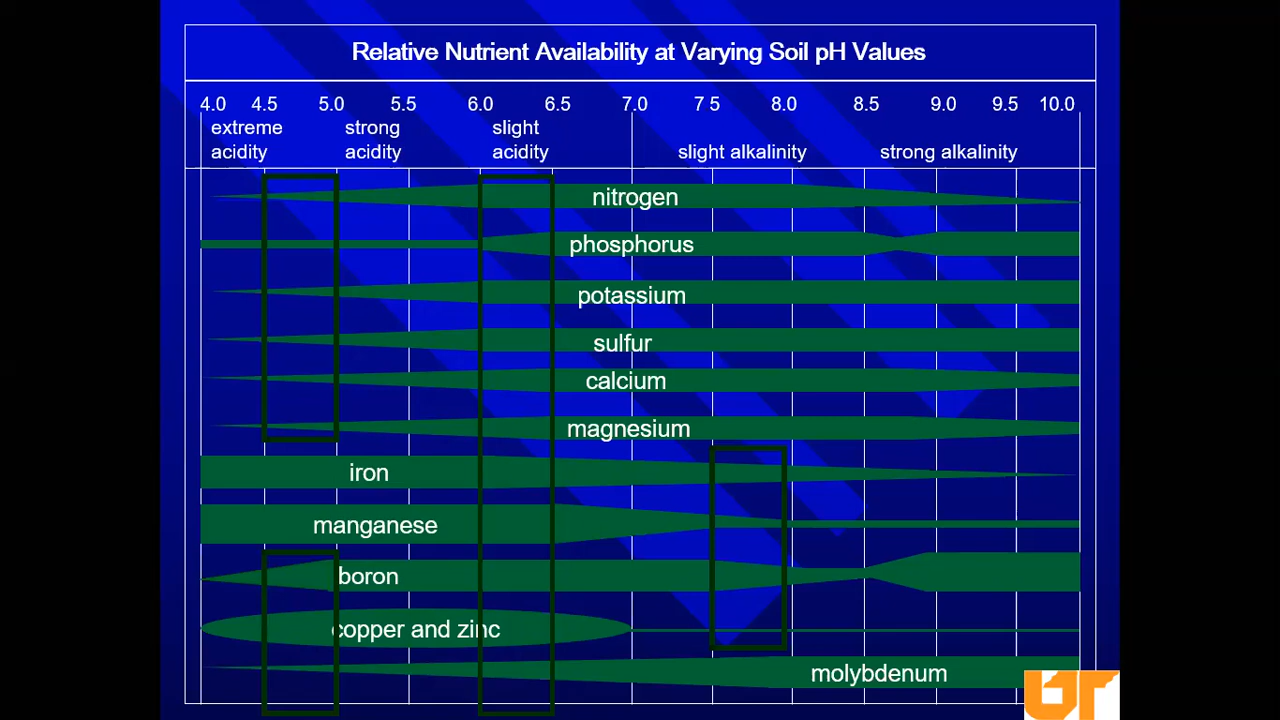 Relative Nutrient Availability at Varying Soil pH Values
4.0 4.5 5.0 5.5 6.0 6.5 7.0 7 5 8.0 8.5 9.0 9.5 10.0
extreme strong slight
acidity acidity acidity slight alkalinity strong alkalinity
nitrogen
phosphorus
potassium
sulfur
calcium
magnesium
iron
manganese
boron
copper and zinc
molybdenum
UT